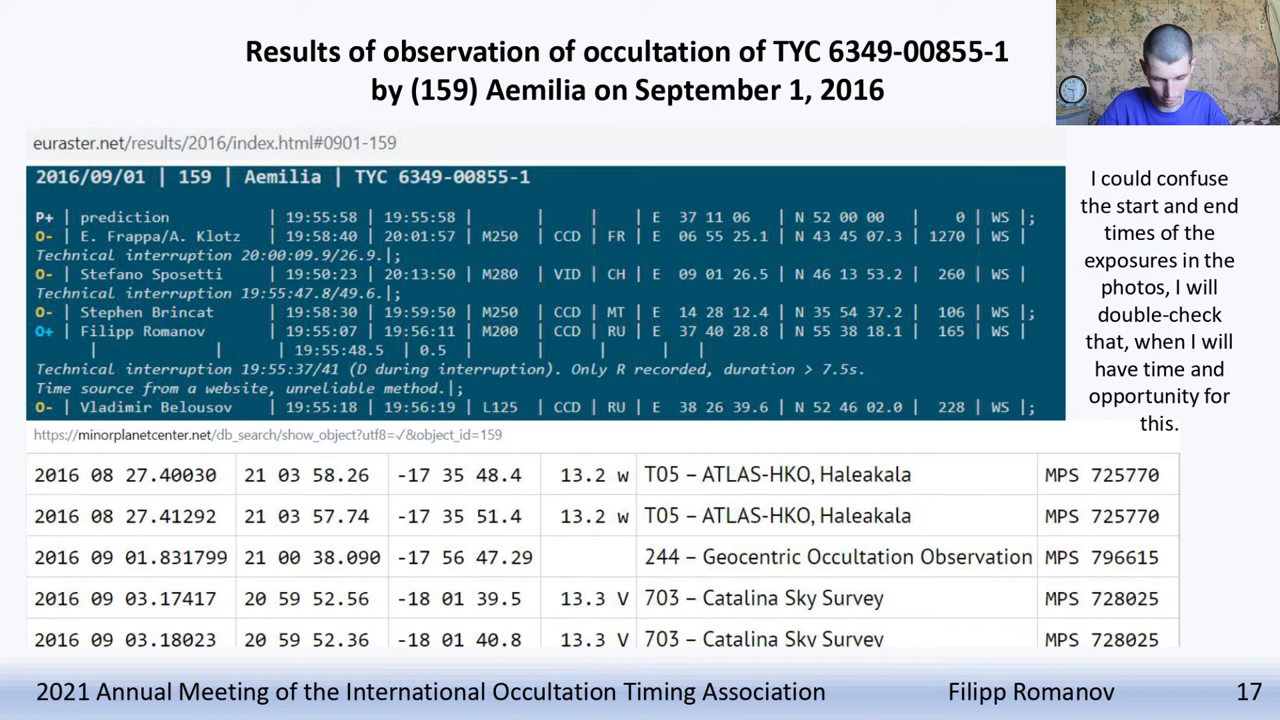 Results of observation of occultation of TYC 6349-00855-1
by (159) Aemilia on September 1, 2016
euraster.net/results/2016/index.html#0901-159
2016/09/01 | 159 | Aemilia | TYC 6349-00855-1
P+ | prediction | 19:55:58 | 19:55:58 | | | | E 37 11 06 | N 52 00 00 | 0 | WS |;
O- | E. Frappa/A. Klotz | 19:58:40 | 20:01:57 | M250 | CCD | FR | E 06 55 25.1 | N 43 45 07.3 | 1270 | WS |
Technical interruption 20:00:09.9/26.9.|;
O- | Stefano Sposetti | 19:50:23 | 20:13:50 | M280 | VID | CH | E 09 01 26.5 | N 46 13 53.2 | 260 | WS |
Technical interruption 19:55:47.8/49.6.|;
O- | Stephen Brincat | 19:58:30 | 19:59:50 | M250 | CCD | MT | E 14 28 12.4 | N 35 54 37.2 | 106 | WS |;
O+ | Filipp Romanov | 19:55:07 | 19:56:11 | M200 | CCD | RU | E 37 40 28.8 | N 55 38 18.1 | 165 | WS |
| | 19:55:48.5 | 0.5 | | | | |
Technical interruption 19:55:37/41 (D during interruption). Only R recorded, duration > 7.5s.
Time source from a website, unreliable method.|;
O- | Vladimir Belousov | 19:55:18 | 19:56:19 | L125 | CCD | RU | E 38 26 39.6 | N 52 46 02.0 | 228 | WS |;
I could confuse
the start and end
times of the
exposures in the
photos, I will
double-check
that, when I will
have time and
opportunity for
this.
https://minorplanetcenter.net/db_search/show_object?utf8=✓&object_id=159
2016 08 27.40030 21 03 58.26 -17 35 48.4 13.2 w T05 – ATLAS-HKO, Haleakala MPS 725770
2016 08 27.41292 21 03 57.74 -17 35 51.4 13.2 w T05 – ATLAS-HKO, Haleakala MPS 725770
2016 09 01.831799 21 00 38.090 -17 56 47.29 244 – Geocentric Occultation Observation MPS 796615
2016 09 03.17417 20 59 52.56 -18 01 39.5 13.3 V 703 – Catalina Sky Survey MPS 728025
2016 09 03.18023 20 59 52.36 -18 01 40.8 13.3 V 703 – Catalina Sky Survey MPS 728025
2021 Annual Meeting of the International Occultation Timing Association Filipp Romanov 17